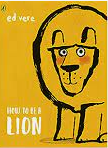 ed vere
HOW TO BE A
LION